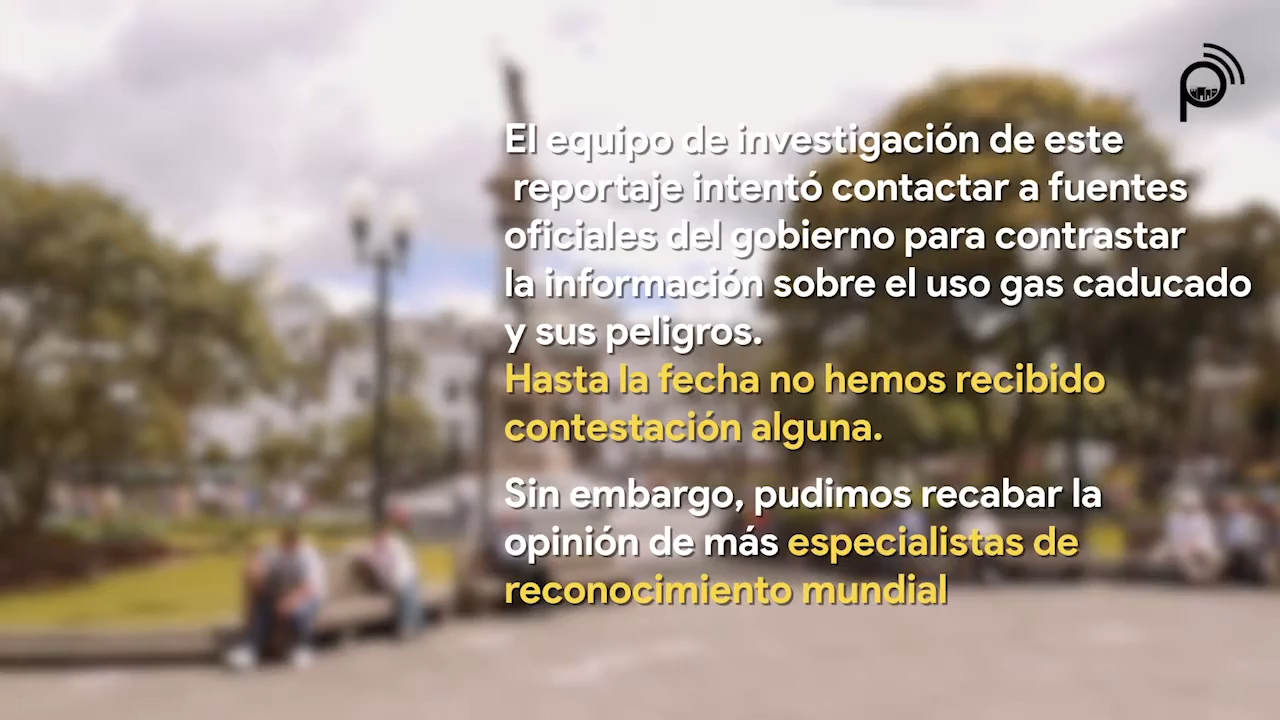 El equipo de investigación de este
reportaje intentó contactar a fuentes
oficiales del gobierno para contrastar
la información sobre el uso gas caducado
y sus peligros.
Hasta la fecha no hemos recibido
contestación alguna.
Sin embargo, pudimos recabar la
opinión de más especialistas de
reconocimiento mundial